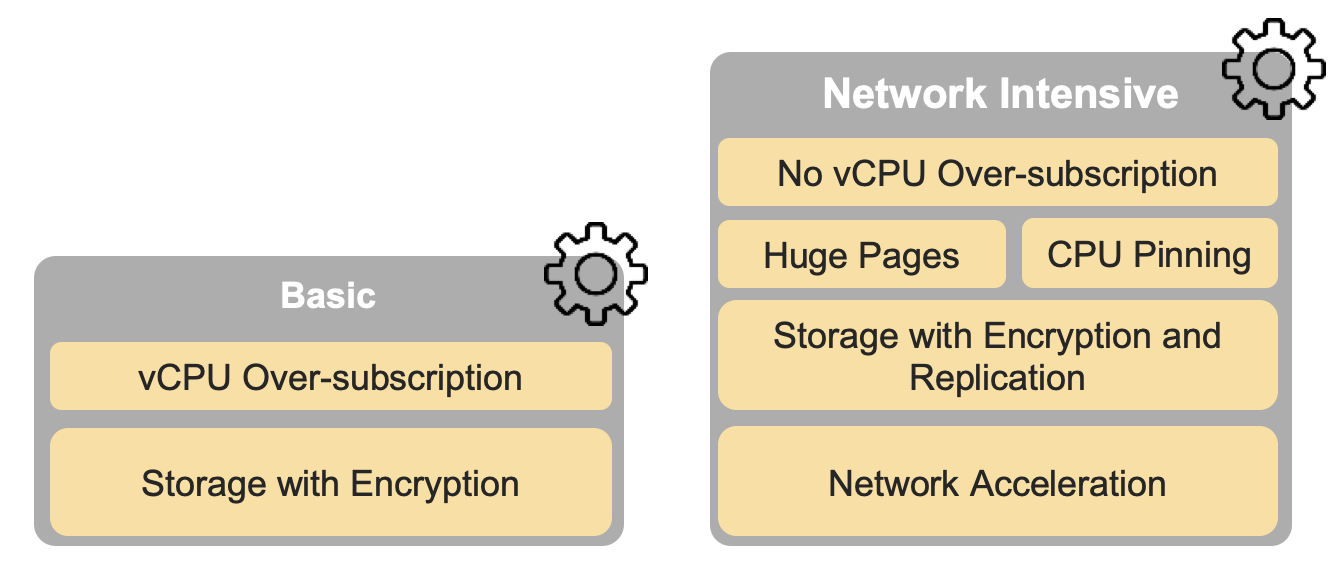 Basic
vCPU Over-subscription
Storage with Encryption
Network Intensive
No vCPU Over-subscription
Huge Pages
CPU Pinning
Storage with Encryption and
Replication
Network Acceleration